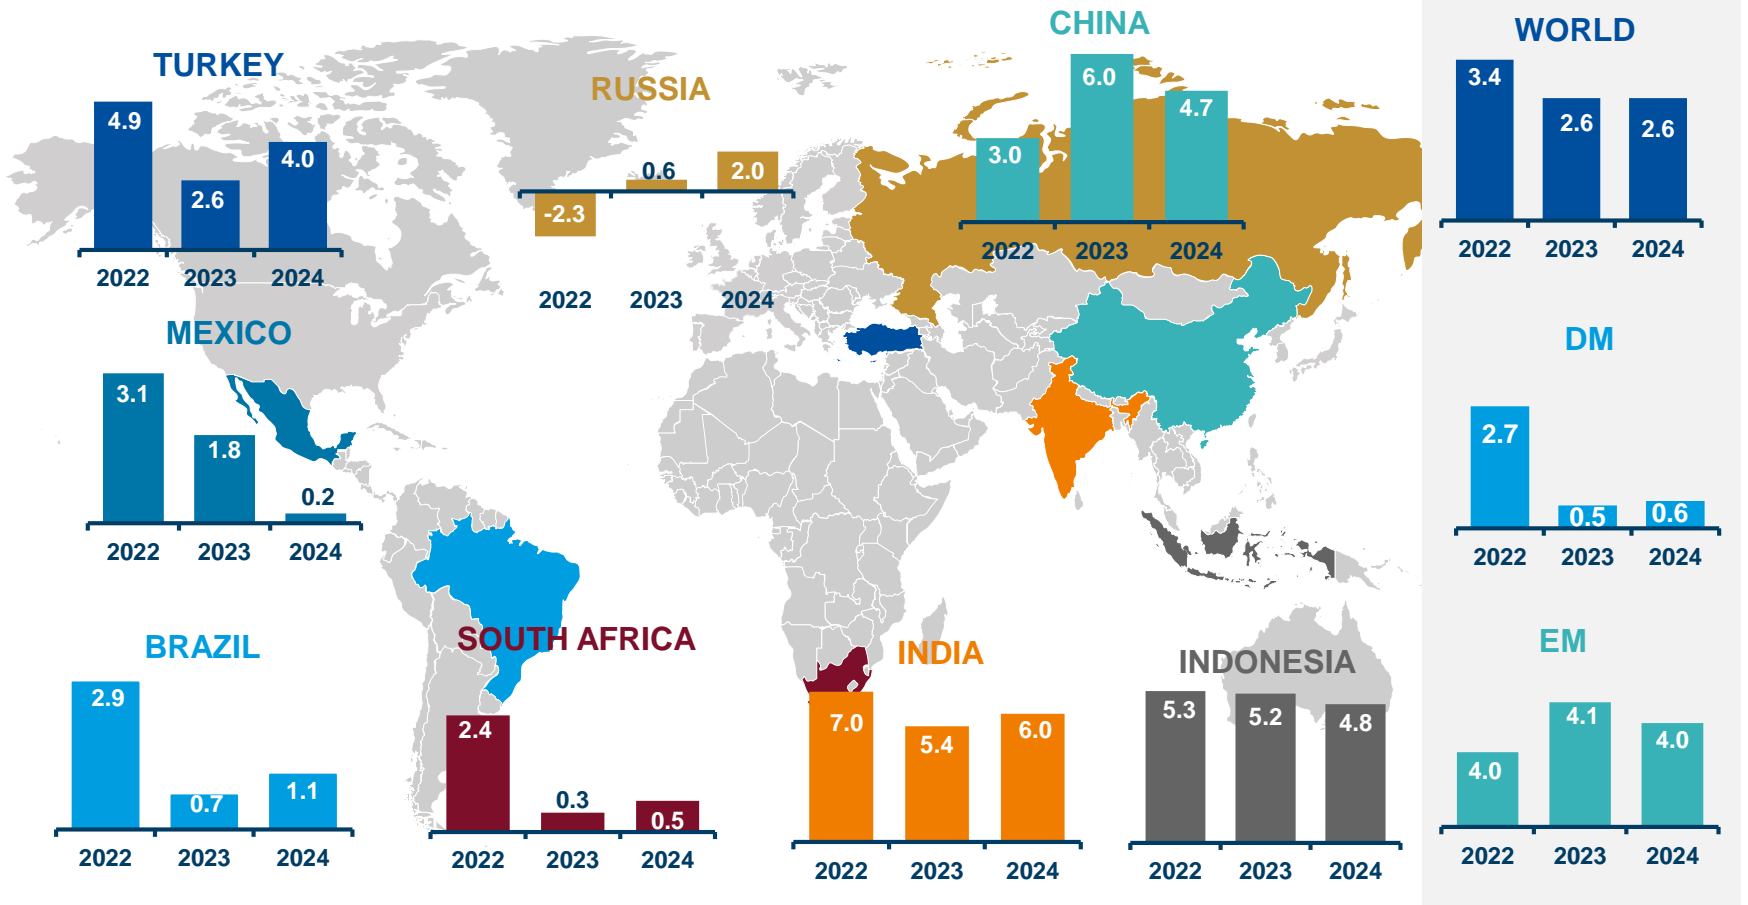 TURKEY
4.9
2.6
4.0
2022 2023 2024
RUSSIA
-2.3
0.6
2.0
2022 2023 2024
CHINA
3.0
6.0
4.7
2022 2023 2024
WORLD
3.4
2.6
2.6
2022 2023 2024
MEXICO
3.1
1.8
0.2
2022 2023 2024
DM
2.7
0.5
0.6
2022 2023 2024
BRAZIL
2.9
0.7
1.1
2022 2023 2024
SOUTH AFRICA
2.4
0.3
0.5
2022 2023 2024
INDIA
7.0
5.4
6.0
2022 2023 2024
INDONESIA
5.3
5.2
4.8
2022 2023 2024
EM
4.0
4.1
4.0
2022 2023 2024